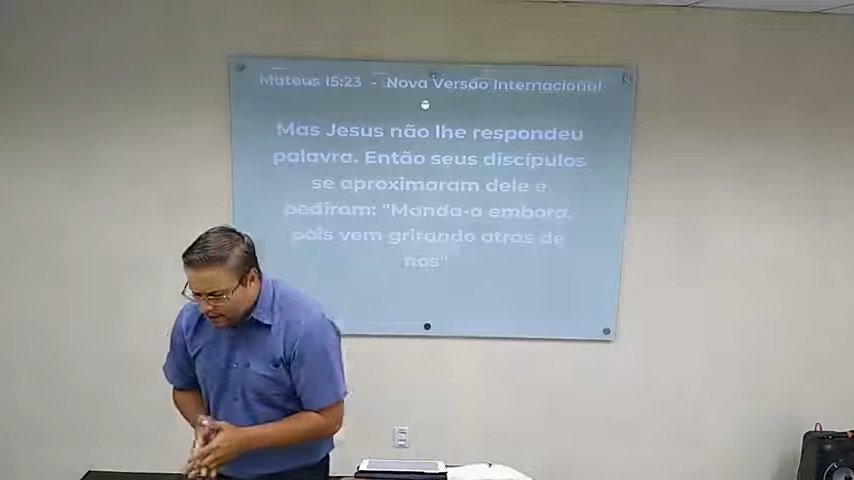 Mateus 15:23 - Nova Versão Internacional
Mas Jesus não lhe respondeu
palavra. Então seus discípulos
se aproximaram dele e
pediram: "Manda-a embora,
pois vem gritando atrás de
nós"